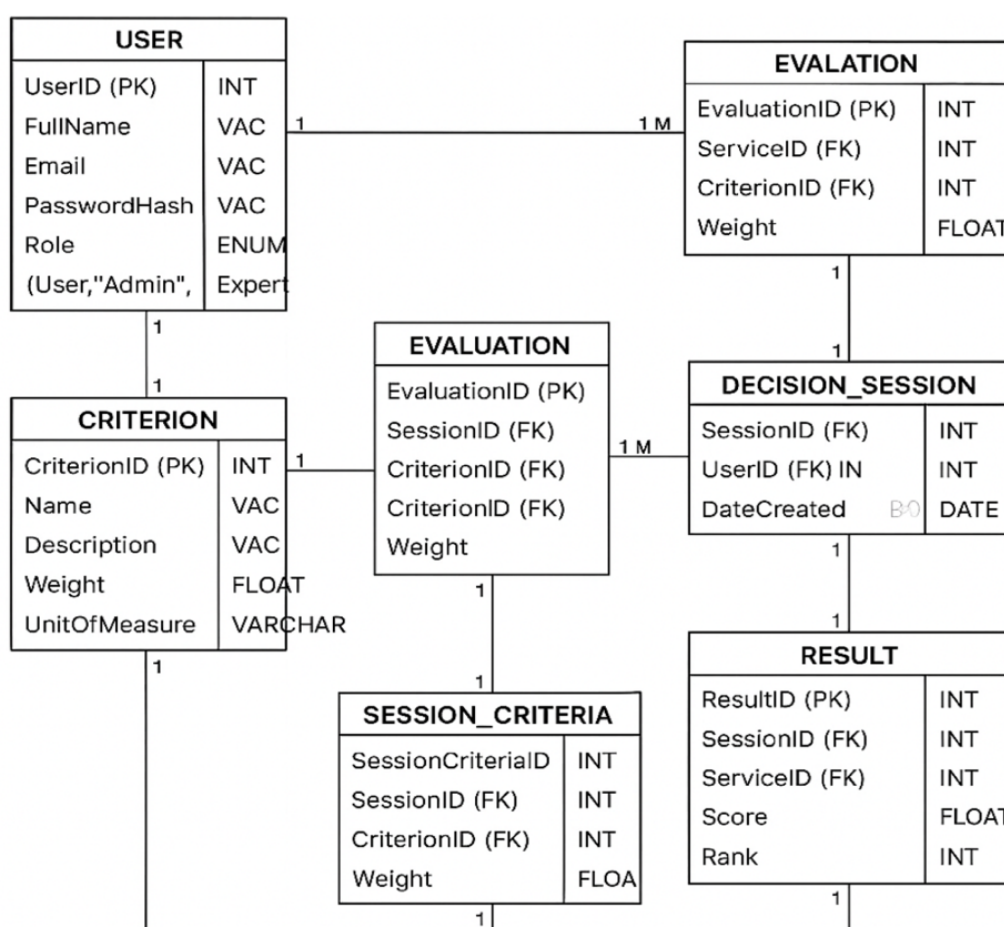 USER
UserID (PK) INT
FullName VAC
Email VAC
PasswordHash VAC
Role ENUM
(User,"Admin", Expert
1
1 M
EVALATION
EvaluationID (PK) INT
ServiceID (FK) INT
CriterionID (FK) INT
Weight FLOAT
1
1
1
1
CRITERION
CriterionID (PK) INT
Name VAC
Description VAC
Weight FLOAT
UnitOfMeasure VARCHAR
1
1
EVALUATION
EvaluationID (PK)
SessionID (FK)
CriterionID (FK)
CriterionID (FK)
Weight
1 M
DECISION_SESSION
SessionID (FK) INT
UserID (FK) IN INT
DateCreated DATE
1
1
1
1
SESSION_CRITERIA
SessionCriteriaID INT
SessionID (FK) INT
CriterionID (FK) INT
Weight FLOA
1
RESULT
ResultID (PK) INT
SessionID (FK) INT
ServiceID (FK) INT
Score FLOAT
Rank INT
1